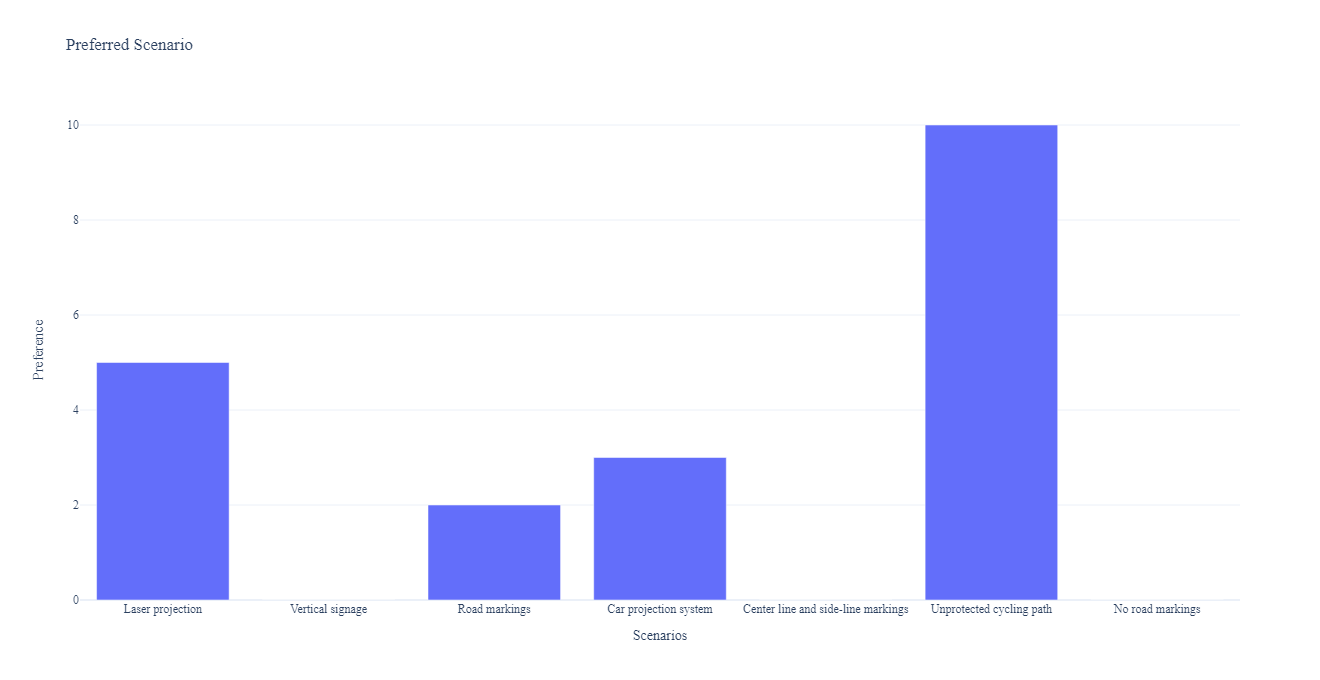 Preferred Scenario
10
8
6
4
2
0
Preference
Laser projection
Vertical signage
Road markings
Car projection system
Center line and side-line markings
Unprotected cycling path
No road markings
Scenarios